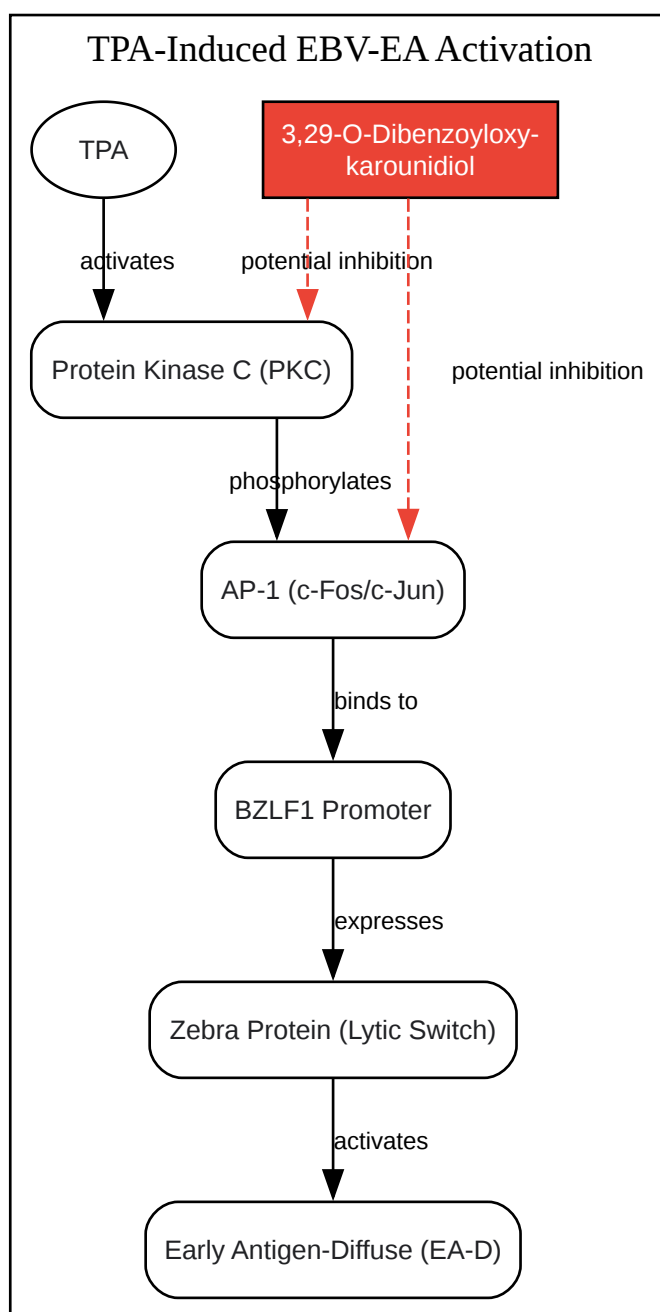 TPA-Induced EBV-EA Activation
TPA
3,29-O-Dibenzoyloxy-
karounidiol
activates
potential inhibition
Protein Kinase C (PKC)
potential inhibition
phosphorylates
AP-1 (c-Fos/c-Jun)
binds to
BZLF1 Promoter
expresses
Zebra Protein (Lytic Switch)
activates
Early Antigen-Diffuse (EA-D)